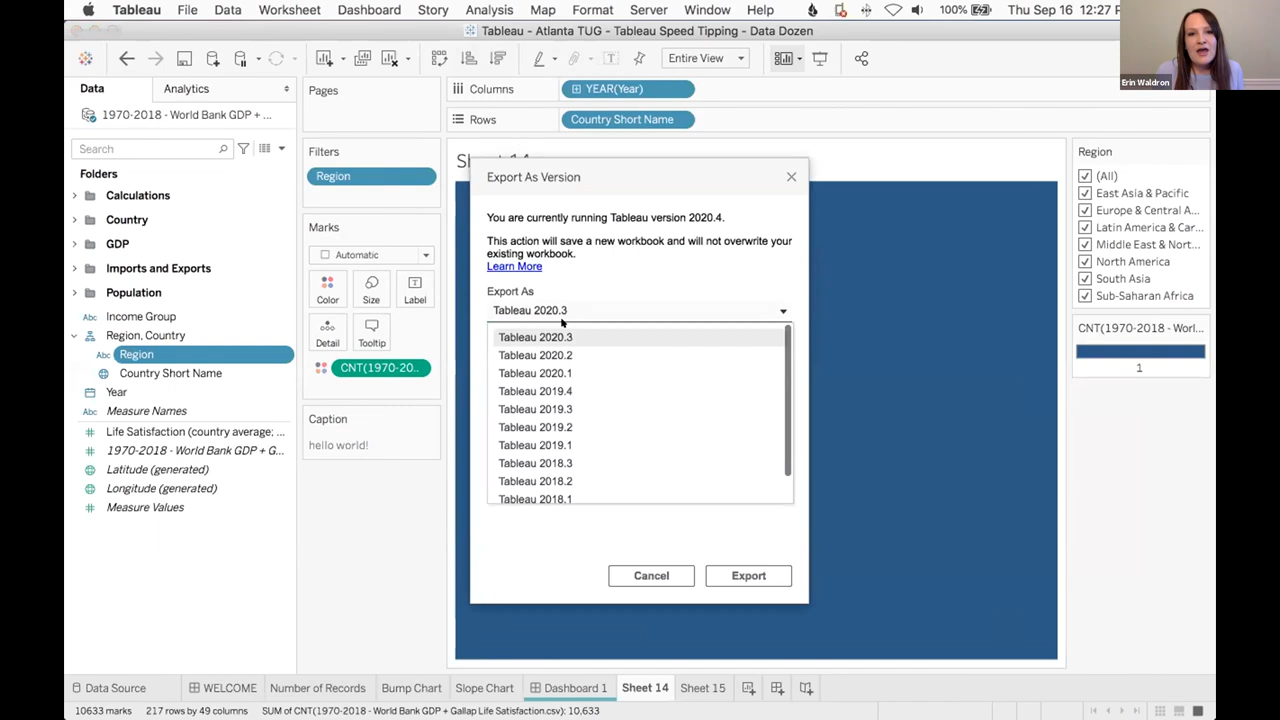 Tableau File Data Worksheet Dashboard Story Analysis Map Format Server Window Help 100% Thu Sep 16 12:27 P
Tableau - Atlanta TUG - Tableau Speed Tipping - Data Dozen
Erin Waldron
Entire View
Data Analytics
1970-2018 - World Bank GDP + ...
Search
Folders
Calculations
Country
GDP
Imports and Exports
Population
Abc Income Group
Region, Country
Abc Region
Country Short Name
Year
Abc Measure Names
Life Satisfaction (country average; ...
1970-2018 - World Bank GDP + G...
Latitude (generated)
Longitude (generated)
Measure Values
Pages
Filters
Region
Marks
Automatic
Color Size Label
Detail Tooltip
CNT(1970-20..
Caption
hello world!
Columns YEAR(Year)
Rows Country Short Name
Sheet 14
Export As Version
You are currently running Tableau version 2020.4.
This action will save a new workbook and will not overwrite your
existing workbook.
Learn More
Export As
Tableau 2020.3
Tableau 2020.3
Tableau 2020.2
Tableau 2020.1
Tableau 2019.4
Tableau 2019.3
Tableau 2019.2
Tableau 2019.1
Tableau 2018.3
Tableau 2018.2
Tableau 2018.1
Cancel Export
Region
(All)
East Asia & Pacific
Europe & Central A...
Latin America & Car...
Middle East & Nort...
North America
South Asia
Sub-Saharan Africa
CNT(1970-2018 - Worl...
1
Data Source WELCOME Number of Records Bump Chart Slope Chart Dashboard 1 Sheet 14 Sheet 15
10633 marks 217 rows by 49 columns SUM of CNT(1970-2018 - World Bank GDP + Gallap Life Satisfaction.csv): 10,633